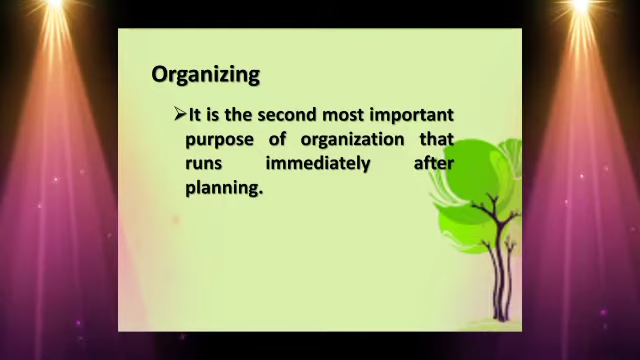 Organizing
➢It is the second most important
purpose of organization that
runs immediately after
planning.